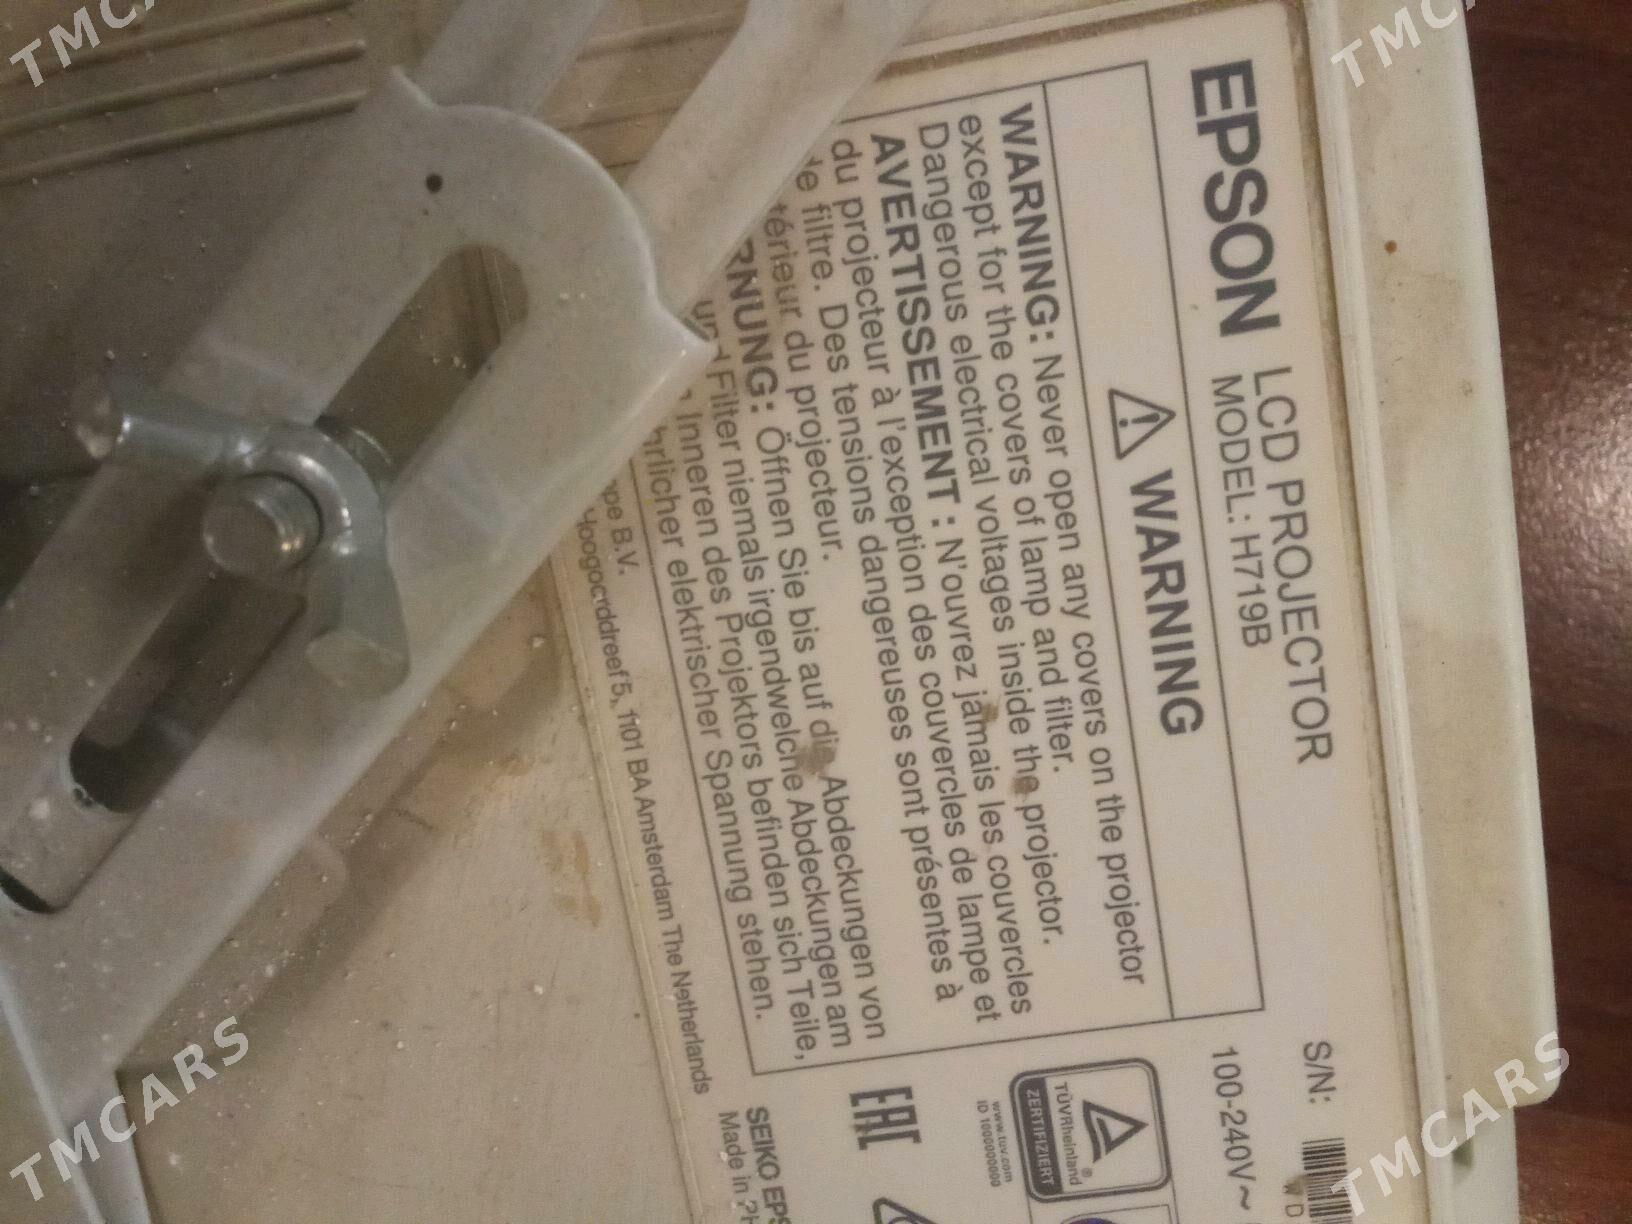 EPSON LCD PROJECTOR
MODEL: H719B
S/N:
100-240V~
WARNING
WARNING: Never open any covers on the projector
except for the covers of lamp and filter.
Dangerous electrical voltages inside the projector.
AVERTISSEMENT : N'ouvrez jamais les couvercles
du projecteur à l'exception des couvercles de lampe et
de filtre. Des tensions dangereuses sont présentes à
térieur du projecteur.
RNUNG: Öffnen Sie bis auf die Abdeckungen von
und Filter niemals irgendwelche Abdeckungen am
Inneren des Projektors befinden sich Teile,
hrlicher elektrischer Spannung stehen.
ope B.V.
Hoogoorddreef 5, 1101 BA Amsterdam The Netherlands
TÜVRheinland
ZERTIFIZIERT
www.tuv.com
ID 1000000000
EAC
SEIKO EPS
Made in
TMCARS
TMCARS
TMCARS
TMCARS